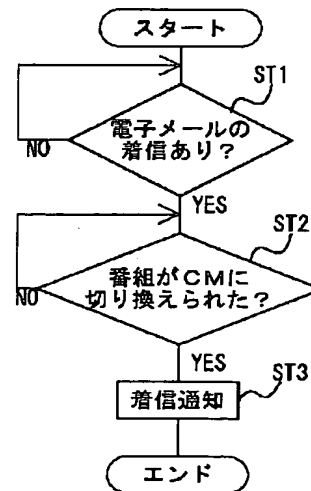 スタート
ST1
電子メールの
着信あり？
NO
YES
ST2
番組がCMに
切り換えられた？
NO
YES
ST3
着信通知
エンド